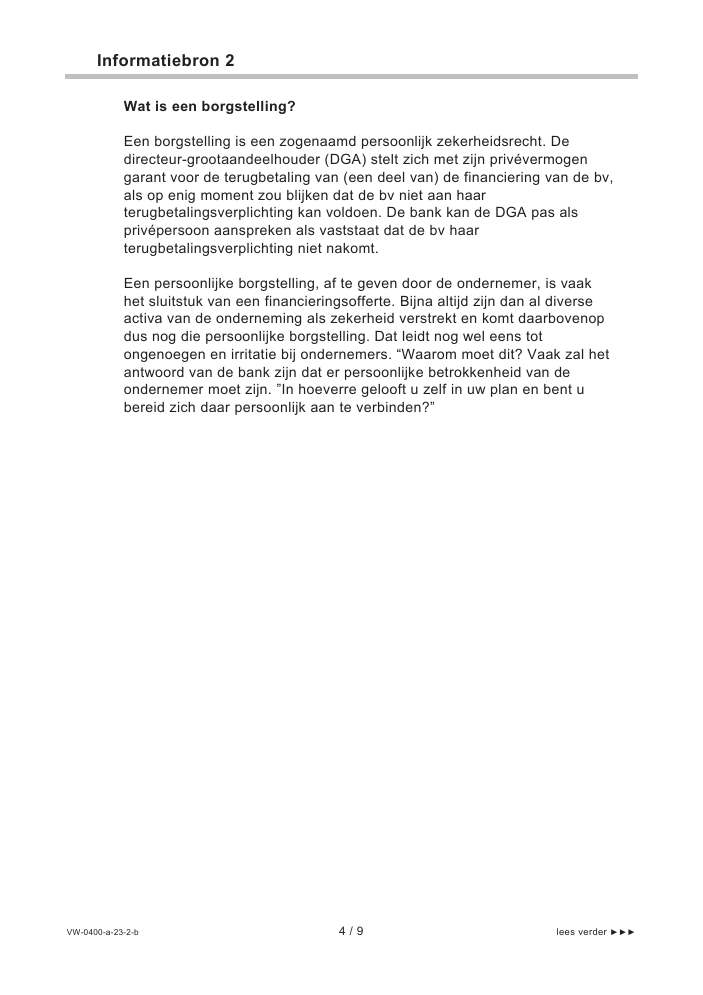 Informatiebron 2
Wat is een borgstelling?
Een borgstelling is een zogenaamd persoonlijk zekerheidsrecht. De
directeur-grootaandeelhouder (DGA) stelt zich met zijn privévermogen
garant voor de terugbetaling van (een deel van) de financiering van de bv,
als op enig moment zou blijken dat de bv niet aan haar
terugbetalingsverplichting kan voldoen. De bank kan de DGA pas als
privépersoon aanspreken als vaststaat dat de bv haar
terugbetalingsverplichting niet nakomt.
Een persoonlijke borgstelling, af te geven door de ondernemer, is vaak
het sluitstuk van een financieringsofferte. Bijna altijd zijn dan al diverse
activa van de onderneming als zekerheid verstrekt en komt daarbovenop
dus nog die persoonlijke borgstelling. Dat leidt nog wel eens tot
ongenoegen en irritatie bij ondernemers. “Waarom moet dit? Vaak zal het
antwoord van de bank zijn dat er persoonlijke betrokkenheid van de
ondernemer moet zijn. ”In hoeverre gelooft u zelf in uw plan en bent u
bereid zich daar persoonlijk aan te verbinden?”
VW-0400-a-23-2-b
4 / 9
lees verder ►►►